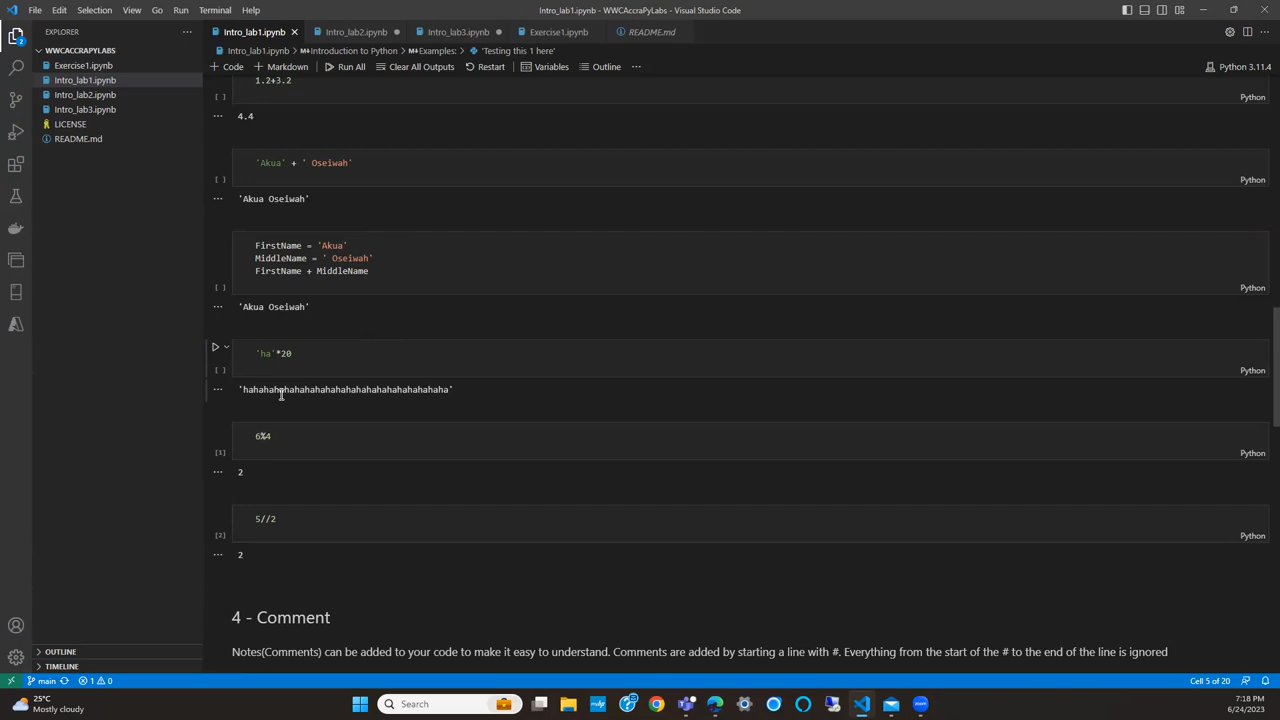 File Edit Selection View Go Run Terminal Help
Intro_lab1.ipynb - WWCAccraPyLabs - Visual Studio Code
EXPLORER
WWCACCRAPYLABS
Exercise1.ipynb
Intro_lab1.ipynb
Intro_lab2.ipynb
Intro_lab3.ipynb
LICENSE
README.md
OUTLINE
TIMELINE
2
Intro_lab1.ipynb Intro_lab2.ipynb Intro_lab3.ipynb Exercise1.ipynb README.md
Intro_lab1.ipynb > Introduction to Python > Examples: > 'Testing this 1 here'
+ Code + Markdown Run All Clear All Outputs Restart Variables Outline ...
Python 3.11.4
1.2+3.2
[ ] Python
... 4.4
'Akua' + ' Oseiwah'
[ ] Python
... 'Akua Oseiwah'
FirstName = 'Akua'
MiddleName = ' Oseiwah'
FirstName + MiddleName
[ ] Python
... 'Akua Oseiwah'
'ha'*20
[ ] Python
... 'hahahahahahahahahahahahahahahahahahahaha'
6%4
[1] Python
... 2
5//2
[2] Python
... 2
4 - Comment
Notes(Comments) can be added to your code to make it easy to understand. Comments are added by starting a line with #. Everything from the start of the # to the end of the line is ignored
main 1 0 Cell 5 of 20
25°C
Mostly cloudy
Search
7:18 PM
6/24/2023